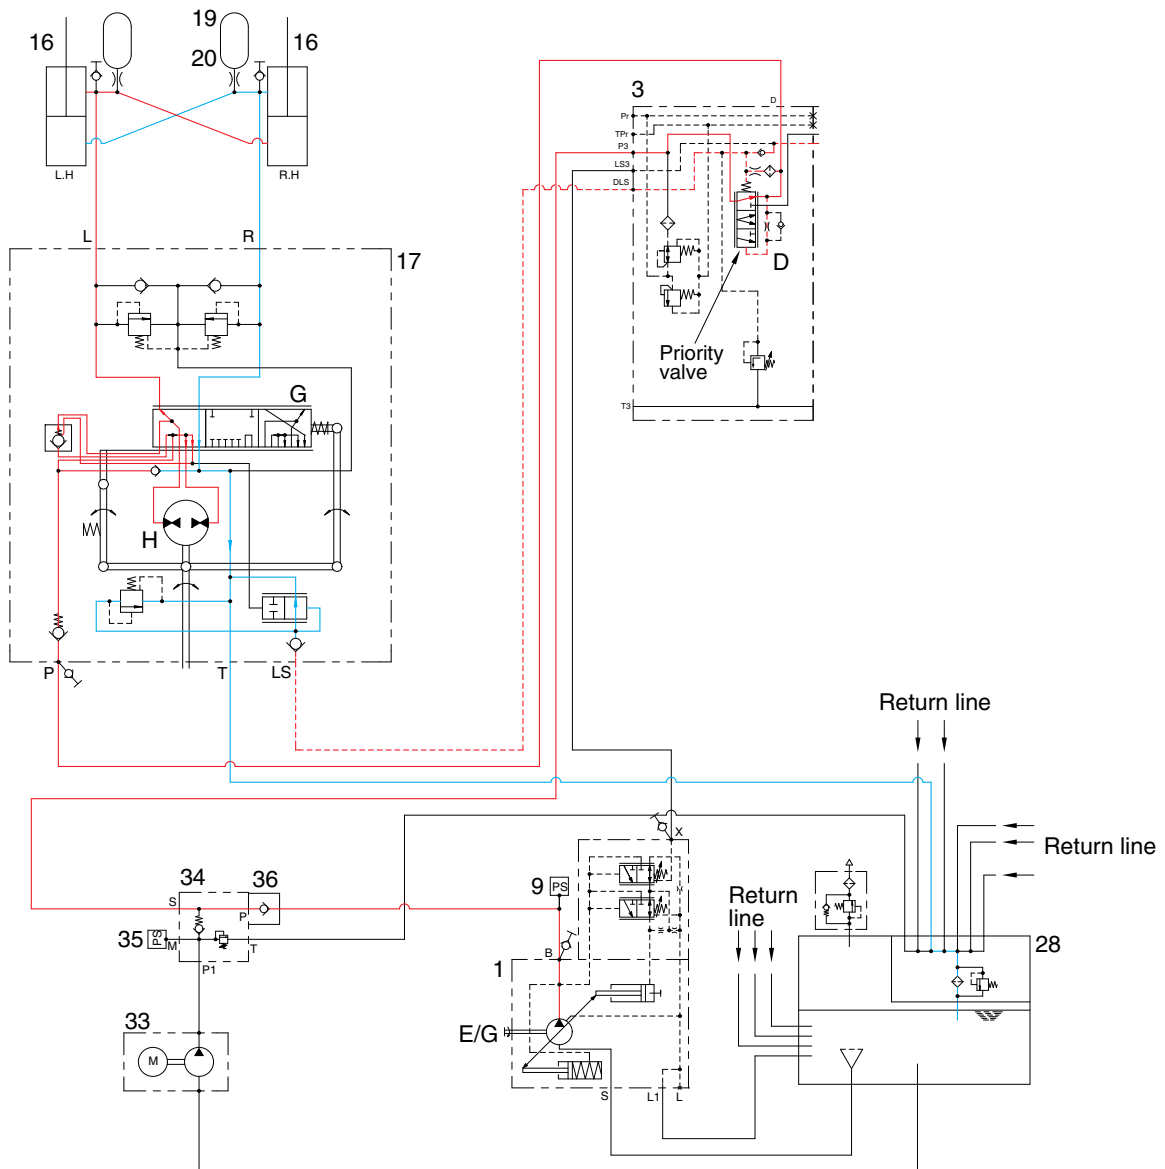 19
16
20
16
L.H
R.H
3
D
Pr
TPr
P3
LS3
DLS
D
Priority
valve
T3
L
R
17
G
H
P
T
LS
Return line
Return line
Return
line
X
34
36
9
PS
S
P
35
PS
M
T
P1
B
1
28
33
M
E/G
S
L1
L